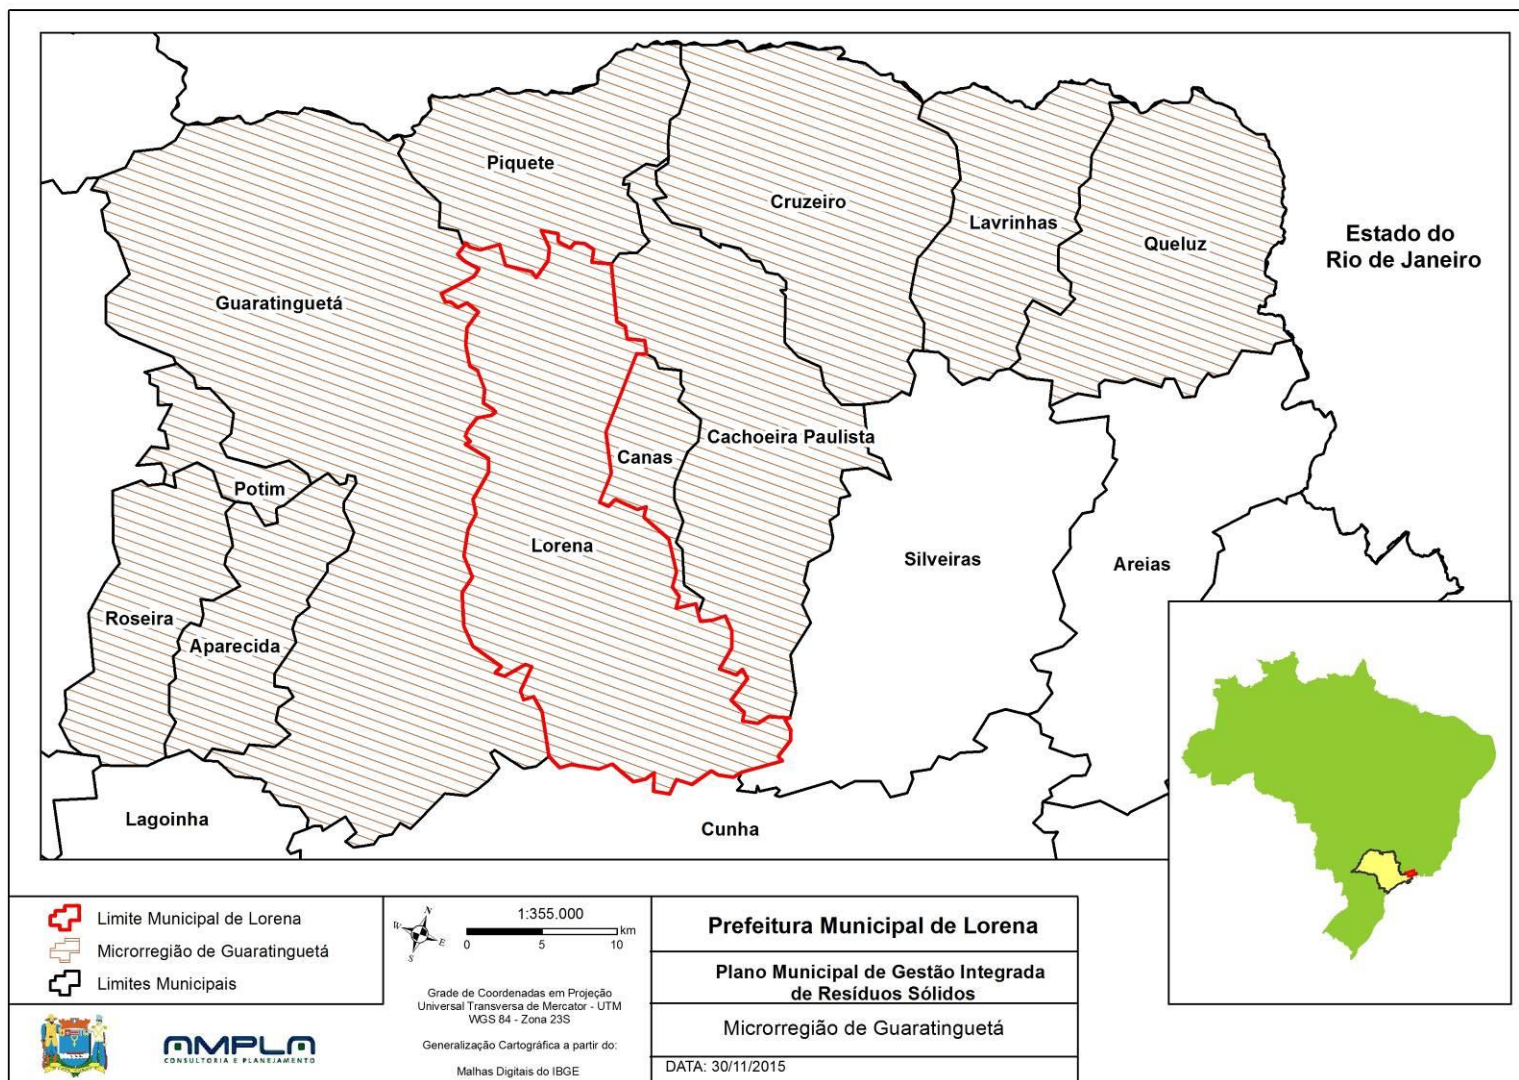 Piquete
Cruzeiro
Lavrinhas
Queluz
Estado do
Rio de Janeiro
Guaratinguetá
Cachoeira Paulista
Canas
Potim
Lorena
Silveiras
Areias
Roseira
Aparecida
Lagoinha
Cunha
Limite Municipal de Lorena
Microrregião de Guaratinguetá
Limites Municipais
N
W
E
S
1:355.000
km
0 5 10
Grade de Coordenadas em Projeção
Universal Transversa de Mercator - UTM
WGS 84 - Zona 23S
Generalização Cartográfica a partir do:
Malhas Digitais do IBGE
Prefeitura Municipal de Lorena
Plano Municipal de Gestão Integrada
de Resíduos Sólidos
Microrregião de Guaratinguetá
DATA: 30/11/2015
AMPLA
CONSULTORIA E PLANEJAMENTO